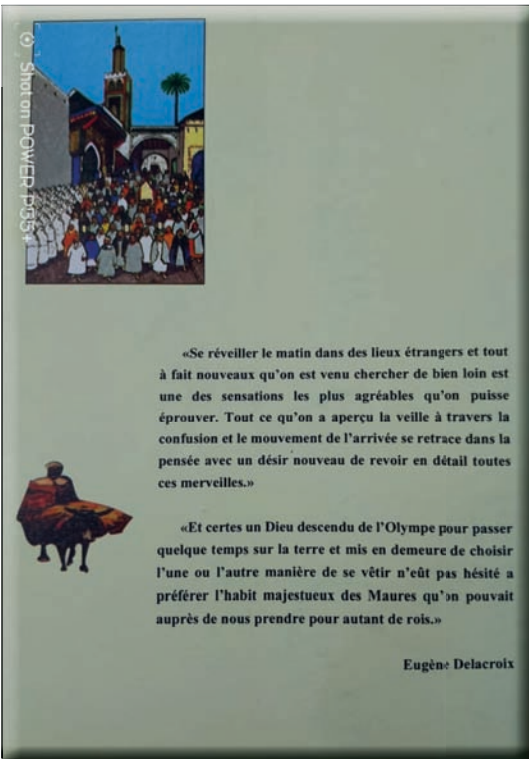 Shot on POWER PG5+
«Se réveiller le matin dans des lieux étrangers et tout
à fait nouveaux qu'on est venu chercher de bien loin est
une des sensations les plus agréables qu'on puisse
éprouver. Tout ce qu'on a aperçu la veille à travers la
confusion et le mouvement de l'arrivée se retrace dans la
pensée avec un désir nouveau de revoir en détail toutes
ces merveilles.»
«Et certes un Dieu descendu de l'Olympe pour passer
quelque temps sur la terre et mis en demeure de choisir
l'une ou l'autre manière de se vêtir n'eût pas hésité a
préférer l'habit majestueux des Maures qu'on pouvait
auprès de nous prendre pour autant de rois.»
Eugène Delacroix